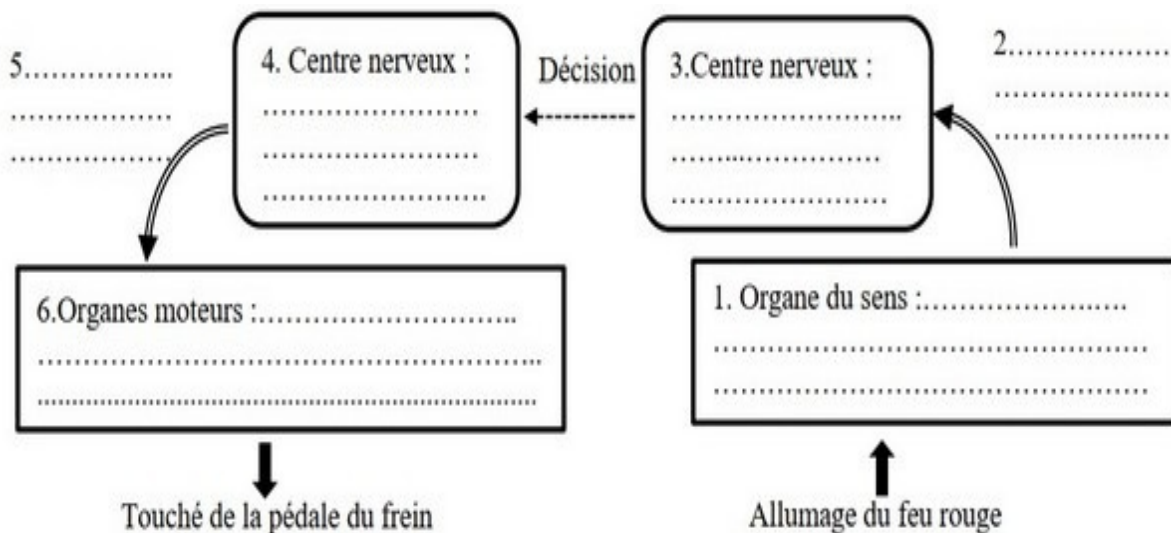 5……………..
………………
………………
4. Centre nerveux :
……………………
……………………
…………………….
Décision
3.Centre nerveux :
……………………..
……...……………
……………………
2………………
……………..….
……………..….
6.Organes moteurs :………………………..
……………………………………………..
................................................................................
1. Organe du sens :……………..….
…………………………………………
…………………………………………
Touché de la pédale du frein
Allumage du feu rouge